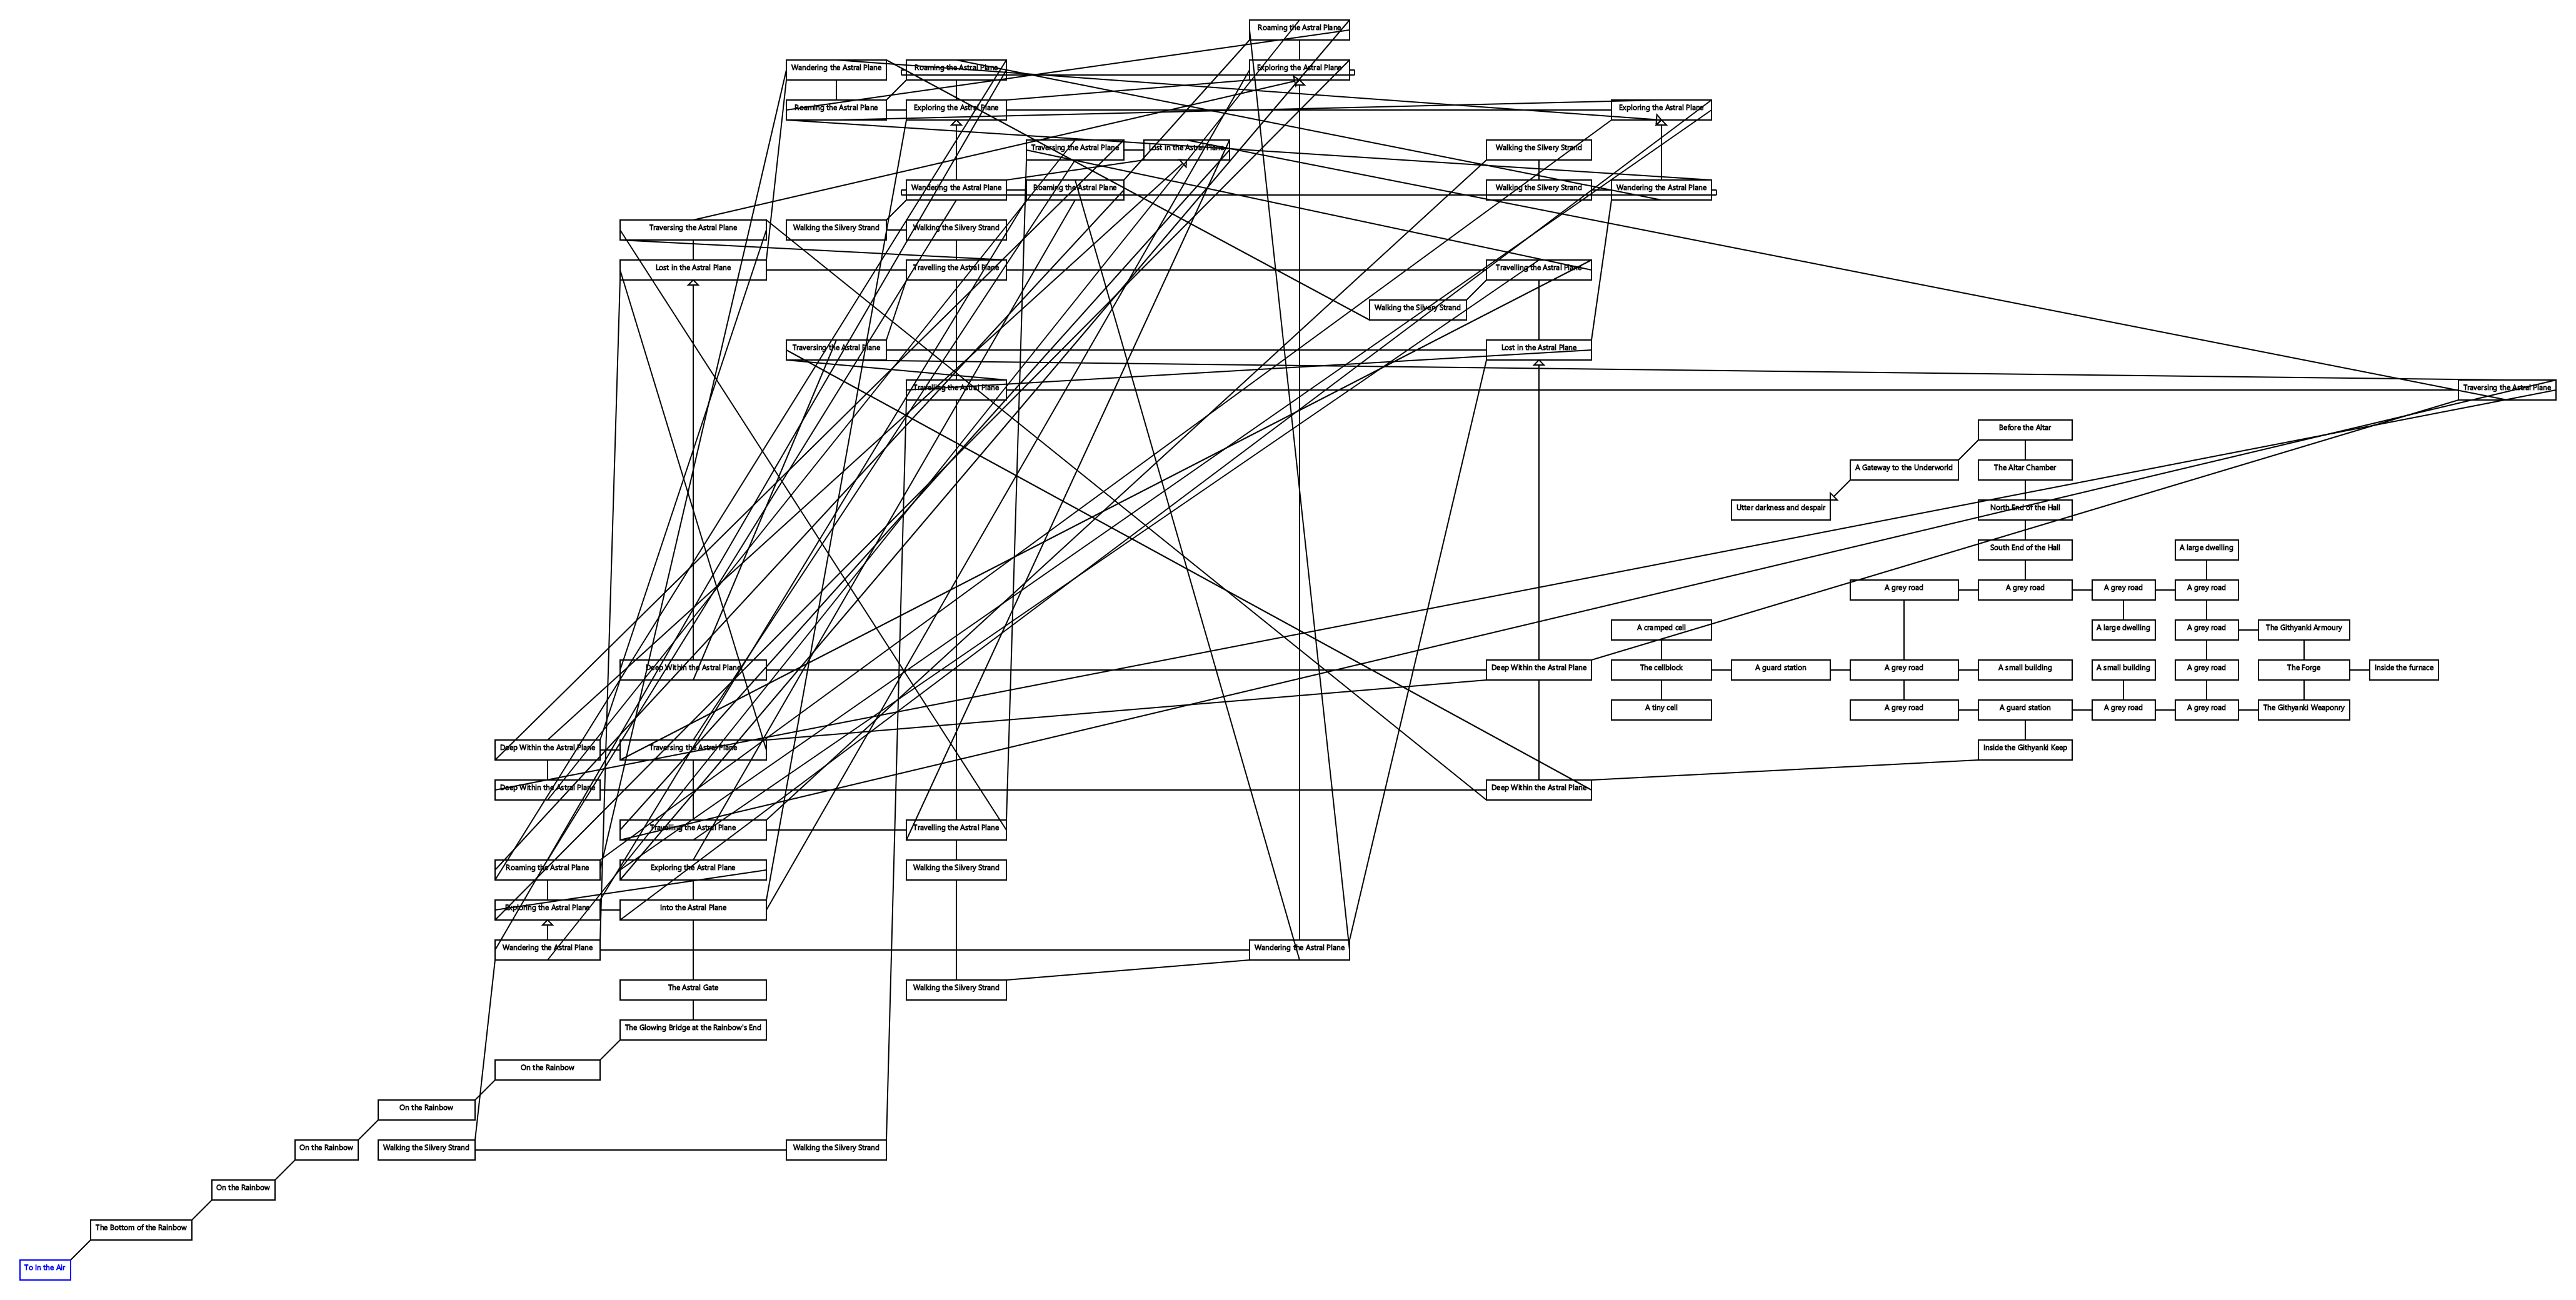 Roaming the Astral Plane
Wandering the Astral Plane
Roaming the Astral Plane
Exploring the Astral Plane
Roaming the Astral Plane
Exploring the Astral Plane
Exploring the Astral Plane
Traversing the Astral Plane
Lost in the Astral Plane
Walking the Silvery Strand
Wandering the Astral Plane
Roaming the Astral Plane
Walking the Silvery Strand
Wandering the Astral Plane
Traversing the Astral Plane
Walking the Silvery Strand
Walking the Silvery Strand
Lost in the Astral Plane
Travelling the Astral Plane
Travelling the Astral Plane
Walking the Silvery Strand
Traversing the Astral Plane
Lost in the Astral Plane
Travelling the Astral Plane
Traversing the Astral Plane
Before the Altar
A Gateway to the Underworld
The Altar Chamber
Utter darkness and despair
North End of the Hall
South End of the Hall
A large dwelling
A grey road
A grey road
A grey road
A grey road
A cramped cell
A large dwelling
A grey road
The Githyanki Armoury
Deep Within the Astral Plane
Deep Within the Astral Plane
The cellblock
A guard station
A grey road
A small building
A small building
A grey road
The Forge
Inside the furnace
A tiny cell
A grey road
A guard station
A grey road
A grey road
The Githyanki Weaponry
Deep Within the Astral Plane
Traversing the Astral Plane
Inside the Githyanki Keep
Deep Within the Astral Plane
Deep Within the Astral Plane
Travelling the Astral Plane
Travelling the Astral Plane
Roaming the Astral Plane
Exploring the Astral Plane
Walking the Silvery Strand
Exploring the Astral Plane
Into the Astral Plane
Wandering the Astral Plane
Wandering the Astral Plane
The Astral Gate
Walking the Silvery Strand
The Glowing Bridge at the Rainbow's End
On the Rainbow
On the Rainbow
On the Rainbow
Walking the Silvery Strand
Walking the Silvery Strand
On the Rainbow
The Bottom of the Rainbow
To In the Air